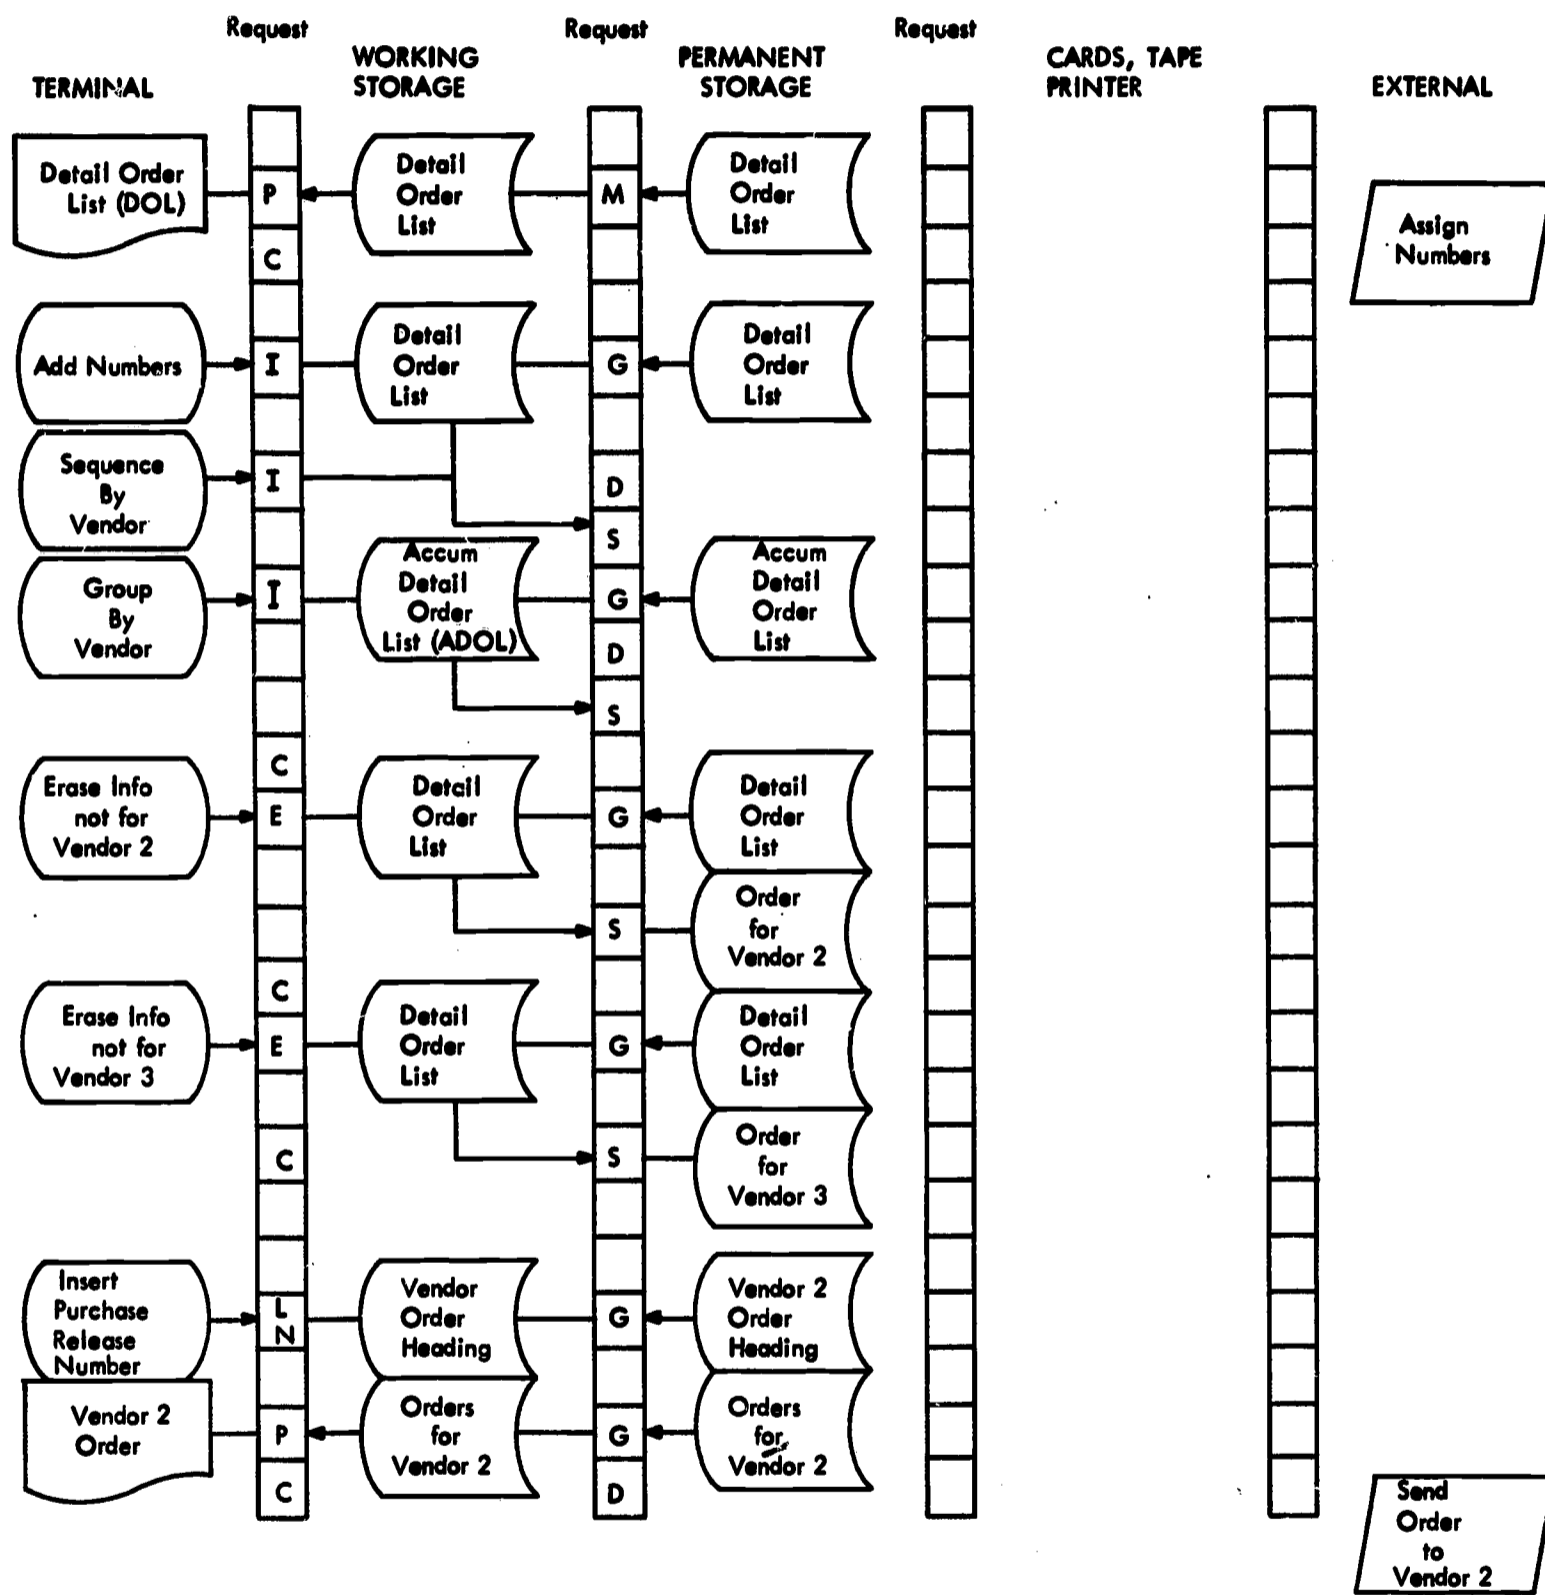 Request
Request
Request
TERMINAL
WORKING
STORAGE
PERMANENT
STORAGE
CARDS, TAPE
PRINTER
EXTERNAL
Detail Order
List (DOL)
P
Detail
Order
List
M
Detail
Order
List
Assign
Numbers
C
Add Numbers
I
Detail
Order
List
G
Detail
Order
List
Sequence
By
Vendor
I
D
S
Group
By
Vendor
I
Accum
Detail
Order
List (ADOL)
G
Accum
Detail
Order
List
D
S
C
Erase Info
not for
Vendor 2
E
Detail
Order
List
G
Detail
Order
List
S
Order
for
Vendor 2
C
Erase Info
not for
Vendor 3
E
Detail
Order
List
G
Detail
Order
List
C
S
Order
for
Vendor 3
Insert
Purchase
Release
Number
L
N
Vendor
Order
Heading
G
Vendor 2
Order
Heading
Vendor 2
Order
P
Orders
for
Vendor 2
G
Orders
for
Vendor 2
C
D
Send
Order
to
Vendor 2